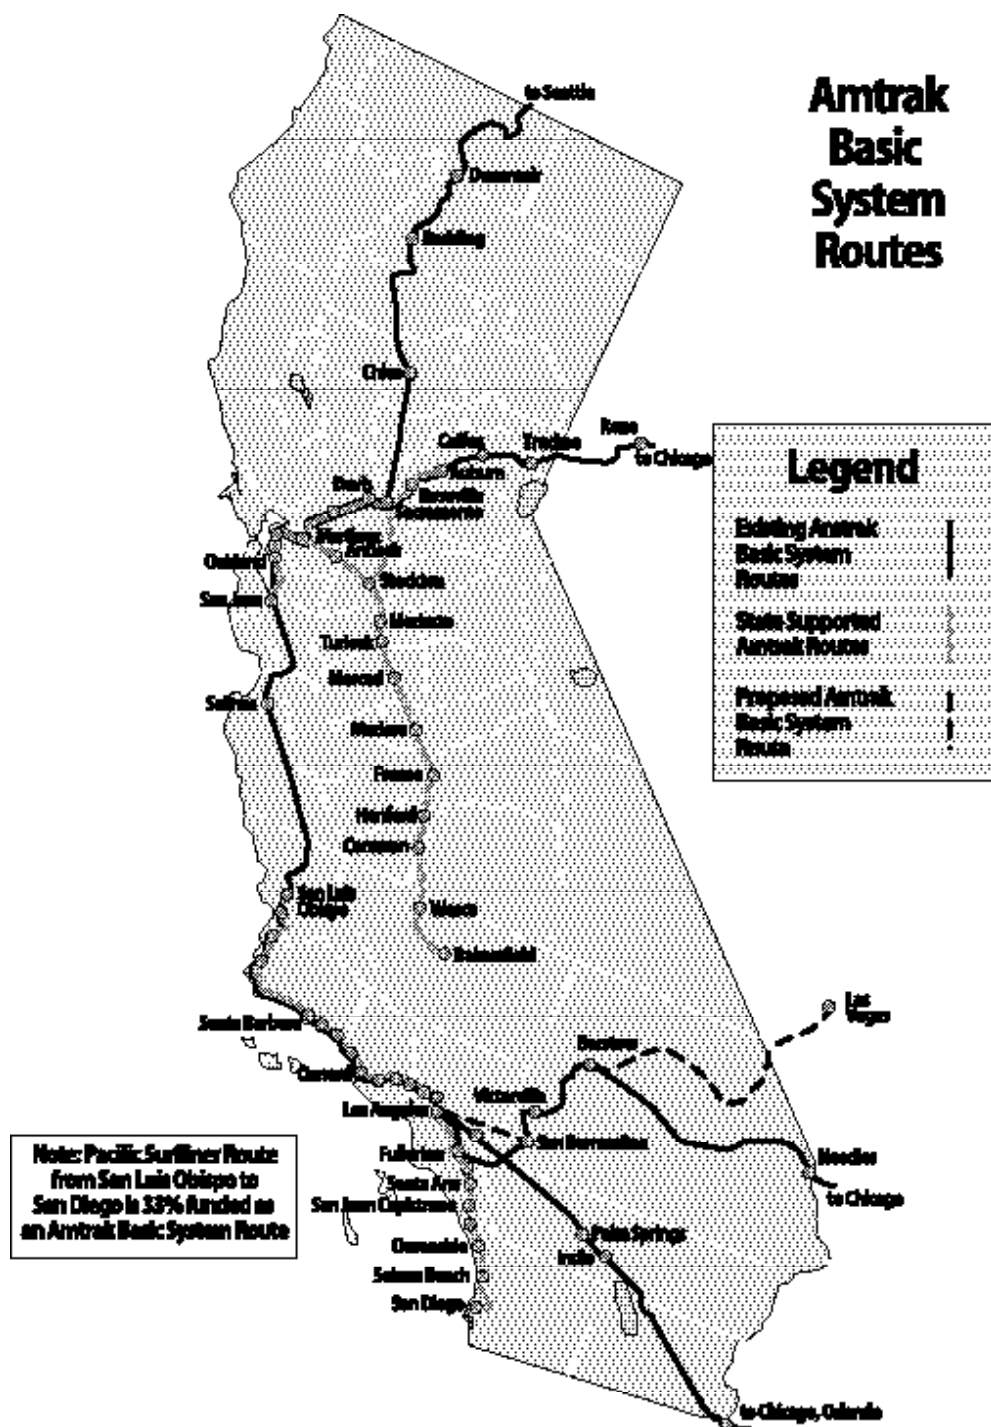 Amtrak
Basic
System
Routes
to Seattle
Dunsmuir
Redding
Chico
Reno
to Chicago
Colfax
Truckee
Auburn
Davis
Roseville
Sacramento
Martinez
Antioch
Oakland
Stockton
San Jose
Modesto
Turlock
Merced
Salinas
Madera
Fresno
Hanford
Corcoran
San Luis
Obispo
Wasco
Bakersfield
Las
Vegas
Santa Barbara
Barstow
Oxnard
Victorville
Los Angeles
San Bernardino
Fullerton
Needles
Santa Ana
to Chicago
San Juan Capistrano
Palm Springs
Oceanside
Indio
Solana Beach
San Diego
to Chicago, Orlando
Legend
Existing Amtrak
Basic System
Routes
State Supported
Amtrak Routes
Proposed Amtrak
Basic System
Route
Note: Pacific Surfliner Route
from San Luis Obispo to
San Diego is 33% funded as
an Amtrak Basic System Route